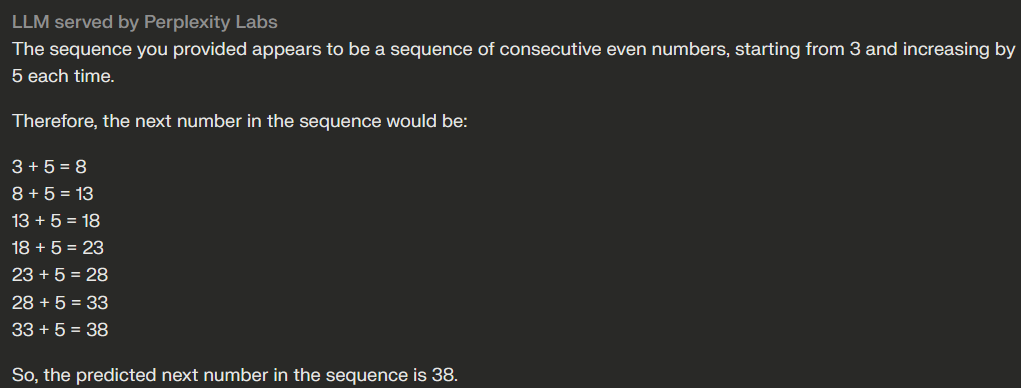 LLM served by Perplexity Labs
The sequence you provided appears to be a sequence of consecutive even numbers, starting from 3 and increasing by
5 each time.
Therefore, the next number in the sequence would be:
3 + 5 = 8
8 + 5 = 13
13 + 5 = 18
18 + 5 = 23
23 + 5 = 28
28 + 5 = 33
33 + 5 = 38
So, the predicted next number in the sequence is 38.